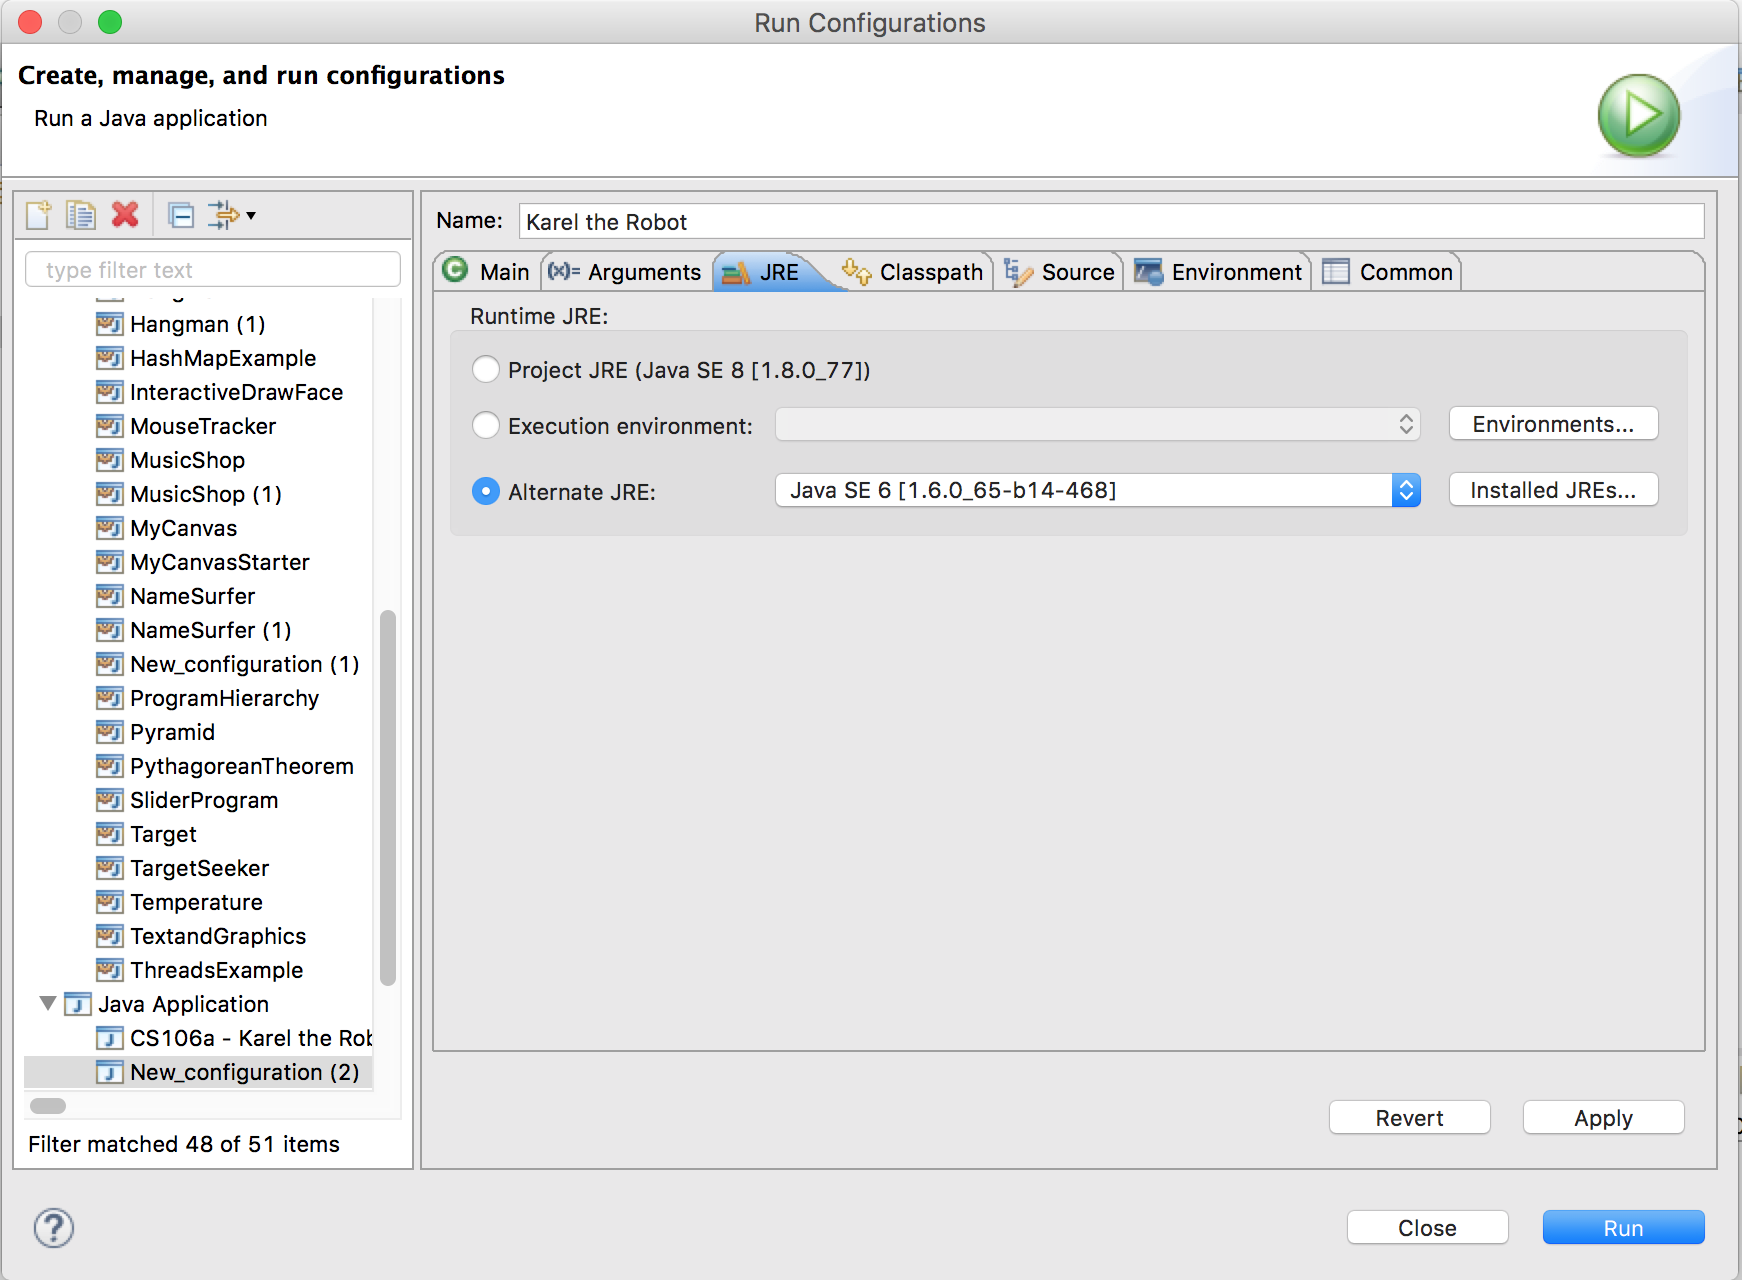 Run Configurations
Create, manage, and run configurations
Run a Java application
type filter text
Hangman (1)
HashMapExample
InteractiveDrawFace
MouseTracker
MusicShop
MusicShop (1)
MyCanvas
MyCanvasStarter
NameSurfer
NameSurfer (1)
New_configuration (1)
ProgramHierarchy
Pyramid
PythagoreanTheorem
SliderProgram
Target
TargetSeeker
Temperature
TextandGraphics
ThreadsExample
Java Application
CS106a - Karel the Rob
New_configuration (2)
Filter matched 48 of 51 items
Name: Karel the Robot
Main (x)= Arguments JRE Classpath Source Environment Common
Runtime JRE:
Project JRE (Java SE 8 [1.8.0_77])
Execution environment: Environments...
Alternate JRE: Java SE 6 [1.6.0_65-b14-468] Installed JREs...
Revert Apply
? Close Run